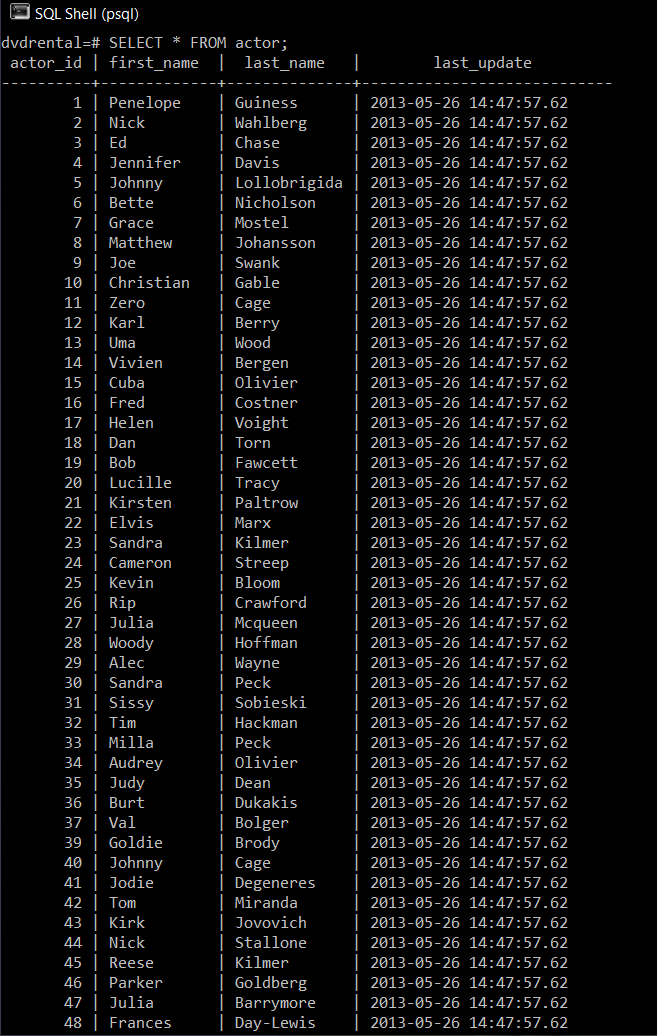 SQL Shell (psql)
dvdrental=# SELECT * FROM actor;
 actor_id | first_name  |  last_name   |        last_update
----------+-------------+--------------+----------------------------
        1 | Penelope    | Guiness      | 2013-05-26 14:47:57.62
        2 | Nick        | Wahlberg     | 2013-05-26 14:47:57.62
        3 | Ed          | Chase        | 2013-05-26 14:47:57.62
        4 | Jennifer    | Davis        | 2013-05-26 14:47:57.62
        5 | Johnny      | Lollobrigida | 2013-05-26 14:47:57.62
        6 | Bette       | Nicholson    | 2013-05-26 14:47:57.62
        7 | Grace       | Mostel       | 2013-05-26 14:47:57.62
        8 | Matthew     | Johansson    | 2013-05-26 14:47:57.62
        9 | Joe         | Swank        | 2013-05-26 14:47:57.62
       10 | Christian   | Gable        | 2013-05-26 14:47:57.62
       11 | Zero        | Cage         | 2013-05-26 14:47:57.62
       12 | Karl        | Berry        | 2013-05-26 14:47:57.62
       13 | Uma         | Wood         | 2013-05-26 14:47:57.62
       14 | Vivien      | Bergen       | 2013-05-26 14:47:57.62
       15 | Cuba        | Olivier      | 2013-05-26 14:47:57.62
       16 | Fred        | Costner      | 2013-05-26 14:47:57.62
       17 | Helen       | Voight       | 2013-05-26 14:47:57.62
       18 | Dan         | Torn         | 2013-05-26 14:47:57.62
       19 | Bob         | Fawcett      | 2013-05-26 14:47:57.62
       20 | Lucille     | Tracy        | 2013-05-26 14:47:57.62
       21 | Kirsten     | Paltrow      | 2013-05-26 14:47:57.62
       22 | Elvis       | Marx         | 2013-05-26 14:47:57.62
       23 | Sandra      | Kilmer       | 2013-05-26 14:47:57.62
       24 | Cameron     | Streep       | 2013-05-26 14:47:57.62
       25 | Kevin       | Bloom        | 2013-05-26 14:47:57.62
       26 | Rip         | Crawford     | 2013-05-26 14:47:57.62
       27 | Julia       | Mcqueen      | 2013-05-26 14:47:57.62
       28 | Woody       | Hoffman      | 2013-05-26 14:47:57.62
       29 | Alec        | Wayne        | 2013-05-26 14:47:57.62
       30 | Sandra      | Peck         | 2013-05-26 14:47:57.62
       31 | Sissy       | Sobieski     | 2013-05-26 14:47:57.62
       32 | Tim         | Hackman      | 2013-05-26 14:47:57.62
       33 | Milla       | Peck         | 2013-05-26 14:47:57.62
       34 | Audrey      | Olivier      | 2013-05-26 14:47:57.62
       35 | Judy        | Dean         | 2013-05-26 14:47:57.62
       36 | Burt        | Dukakis      | 2013-05-26 14:47:57.62
       37 | Val         | Bolger       | 2013-05-26 14:47:57.62
       39 | Goldie      | Brody        | 2013-05-26 14:47:57.62
       40 | Johnny      | Cage         | 2013-05-26 14:47:57.62
       41 | Jodie       | Degeneres    | 2013-05-26 14:47:57.62
       42 | Tom         | Miranda      | 2013-05-26 14:47:57.62
       43 | Kirk        | Jovovich     | 2013-05-26 14:47:57.62
       44 | Nick        | Stallone     | 2013-05-26 14:47:57.62
       45 | Reese       | Kilmer       | 2013-05-26 14:47:57.62
       46 | Parker      | Goldberg     | 2013-05-26 14:47:57.62
       47 | Julia       | Barrymore    | 2013-05-26 14:47:57.62
       48 | Frances     | Day-Lewis    | 2013-05-26 14:47:57.62